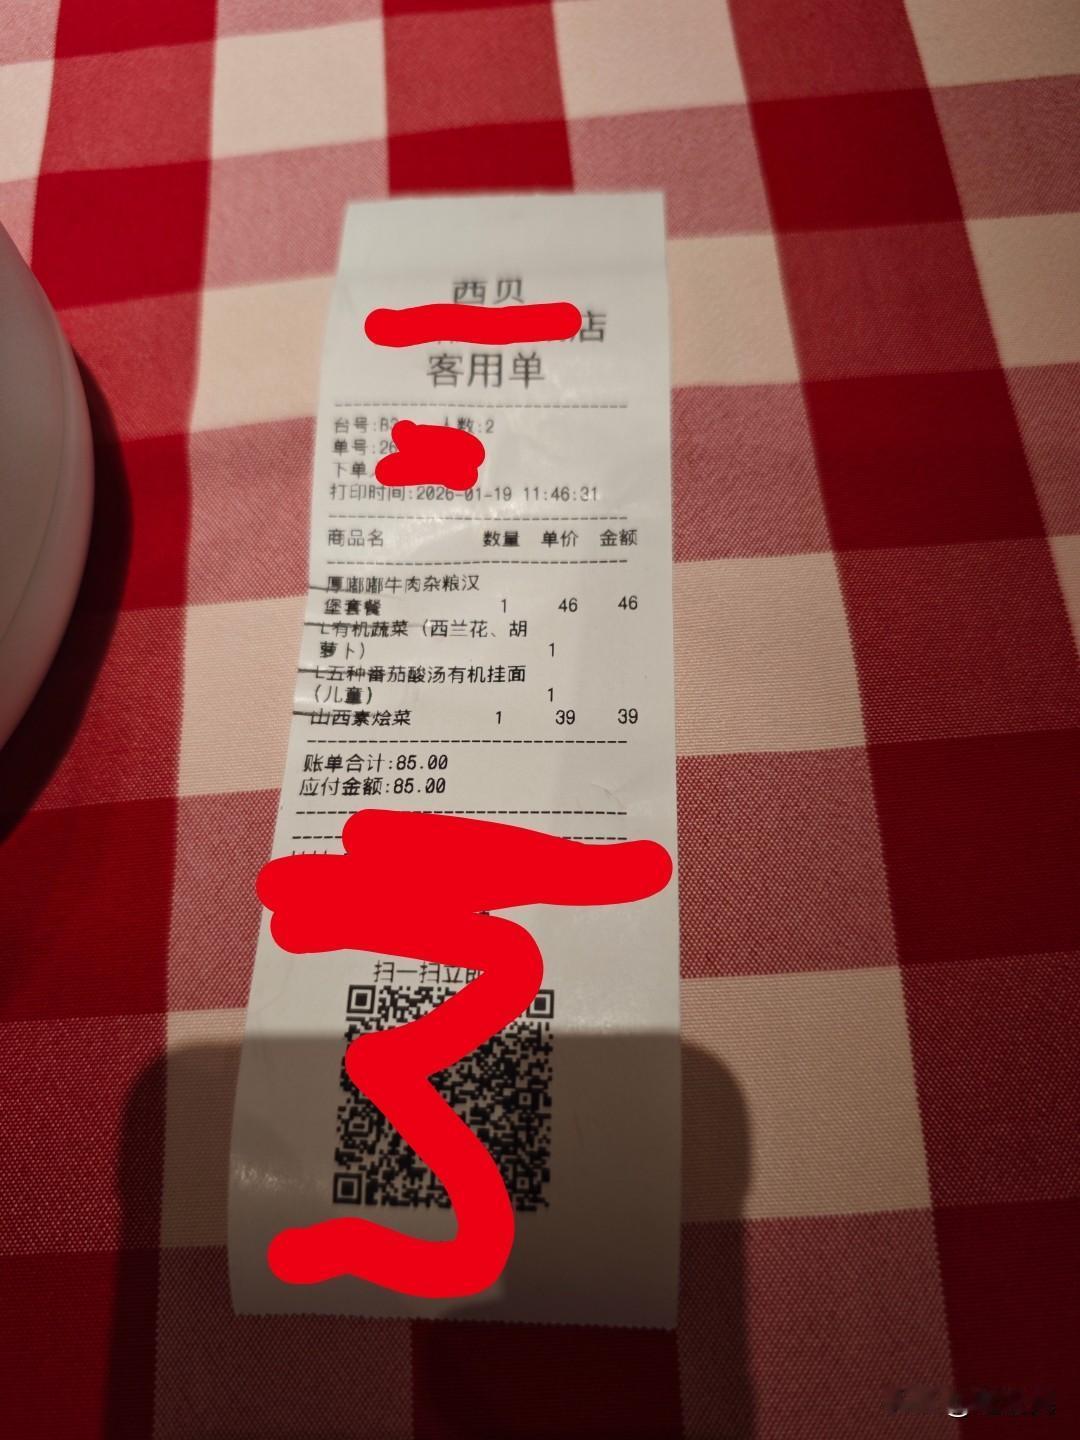 西贝
店
客用单
台号:B3 人数:2
单号:26
下单
打印时间:2026-01-19 11:46:31
商品名 数量 单价 金额
厚嘟嘟牛肉杂粮汉
堡套餐 1 46 46
L有机蔬菜（西兰花、胡
萝卜） 1
L五种番茄酸汤有机挂面
（儿童） 1
山西素烩菜 1 39 39
账单合计:85.00
应付金额:85.00
扫一扫立即